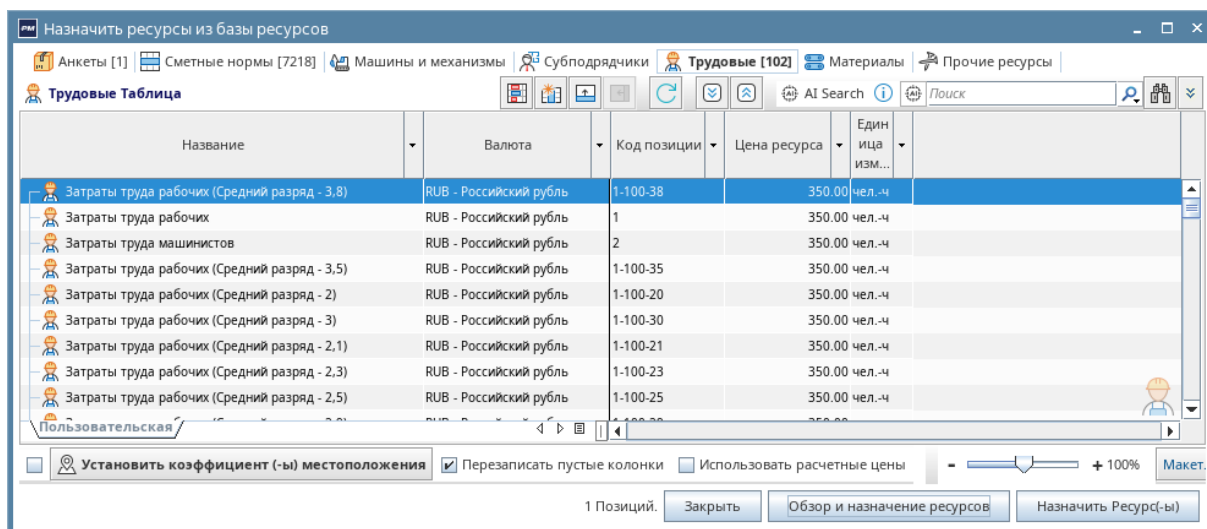 PM Назначить ресурсы из базы ресурсов
Анкеты [1] Сметные нормы [7218] Машины и механизмы Субподрядчики Трудовые [102] Материалы Прочие ресурсы
Трудовые Таблица AI AI Search i AI Поиск
Название Валюта Код позиции Цена ресурса Един
ица
изм...
Затраты труда рабочих (Средний разряд - 3,8) RUB - Российский рубль 1-100-38 350.00 чел.-ч
Затраты труда рабочих RUB - Российский рубль 1 350.00 чел.-ч
Затраты труда машинистов RUB - Российский рубль 2 350.00 чел.-ч
Затраты труда рабочих (Средний разряд - 3,5) RUB - Российский рубль 1-100-35 350.00 чел.-ч
Затраты труда рабочих (Средний разряд - 2) RUB - Российский рубль 1-100-20 350.00 чел.-ч
Затраты труда рабочих (Средний разряд - 3) RUB - Российский рубль 1-100-30 350.00 чел.-ч
Затраты труда рабочих (Средний разряд - 2,1) RUB - Российский рубль 1-100-21 350.00 чел.-ч
Затраты труда рабочих (Средний разряд - 2,3) RUB - Российский рубль 1-100-23 350.00 чел.-ч
Затраты труда рабочих (Средний разряд - 2,5) RUB - Российский рубль 1-100-25 350.00 чел.-ч
Пользовательская
Установить коэффициент (-ы) местоположения Перезаписать пустые колонки Использовать расчетные цены - + 100% Макет.
1 Позиций. Закрыть Обзор и назначение ресурсов Назначить Ресурс(-ы)